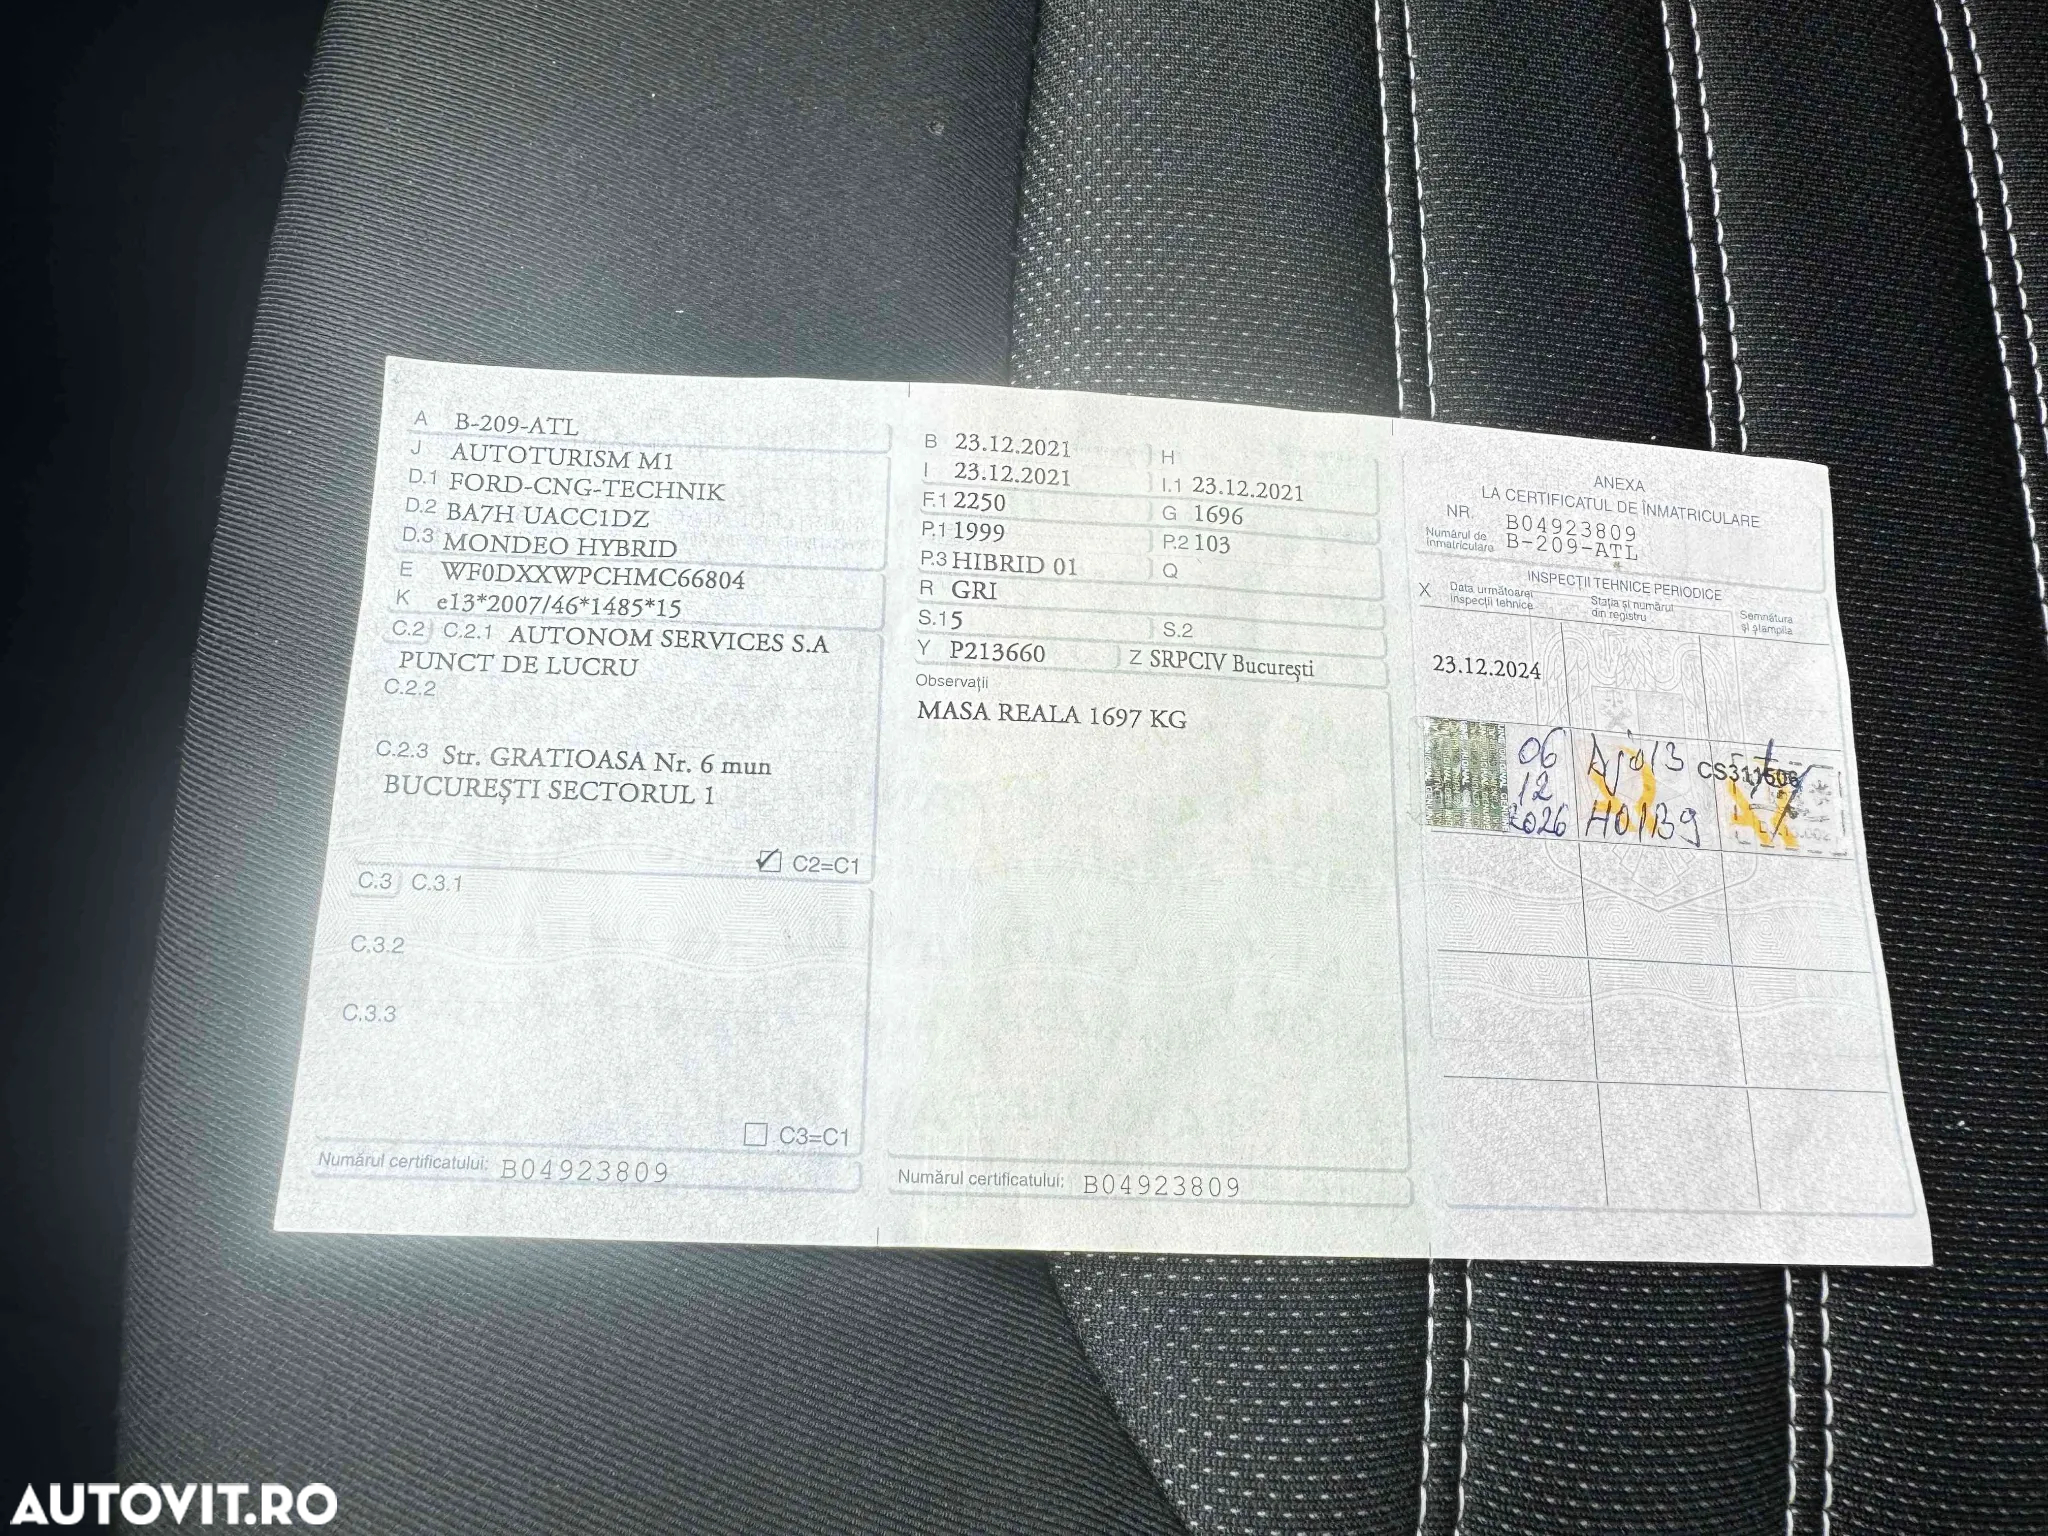 A B-209-ATL
J AUTOTURISM M1
D.1 FORD-CNG-TECHNIK
D.2 BA7H UACC1DZ
D.3 MONDEO HYBRID
E WF0DXXWPCHMC66804
K e13*2007/46*1485*15
C.2 C.2.1 AUTONOM SERVICES S.A
PUNCT DE LUCRU
C.2.2
C.2.3 Str. GRATIOASA Nr. 6 mun
BUCUREȘTI SECTORUL 1
C2=C1
C.3 C.3.1
C.3.2
C.3.3
C3=C1
Numărul certificatului: B04923809
B 23.12.2021 H
I 23.12.2021 I.1 23.12.2021
F.1 2250 G 1696
P.1 1999 P.2 103
P.3 HIBRID 01 Q
R GRI
S.1 5 S.2
Y P213660 Z SRPCIV București
Observații
MASA REALA 1697 KG
Numărul certificatului: B04923809
ANEXA
LA CERTIFICATUL DE ÎNMATRICULARE
NR. B04923809
Numărul de înmatriculare B-209-ATL
INSPECȚII TEHNICE PERIODICE
X Data următoarei inspecții tehnice
Stația și numărul din registru
Semnătura și ștampila
23.12.2024
06
12
2026
CS311506
AUTOVIT.RO